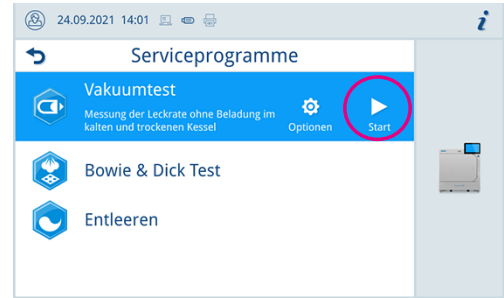 24.09.2021 14:01
Serviceprogramme
Vakuumtest
Messung der Leckrate ohne Beladung im
kalten und trockenen Kessel
Optionen
Start
Bowie & Dick Test
Entleeren